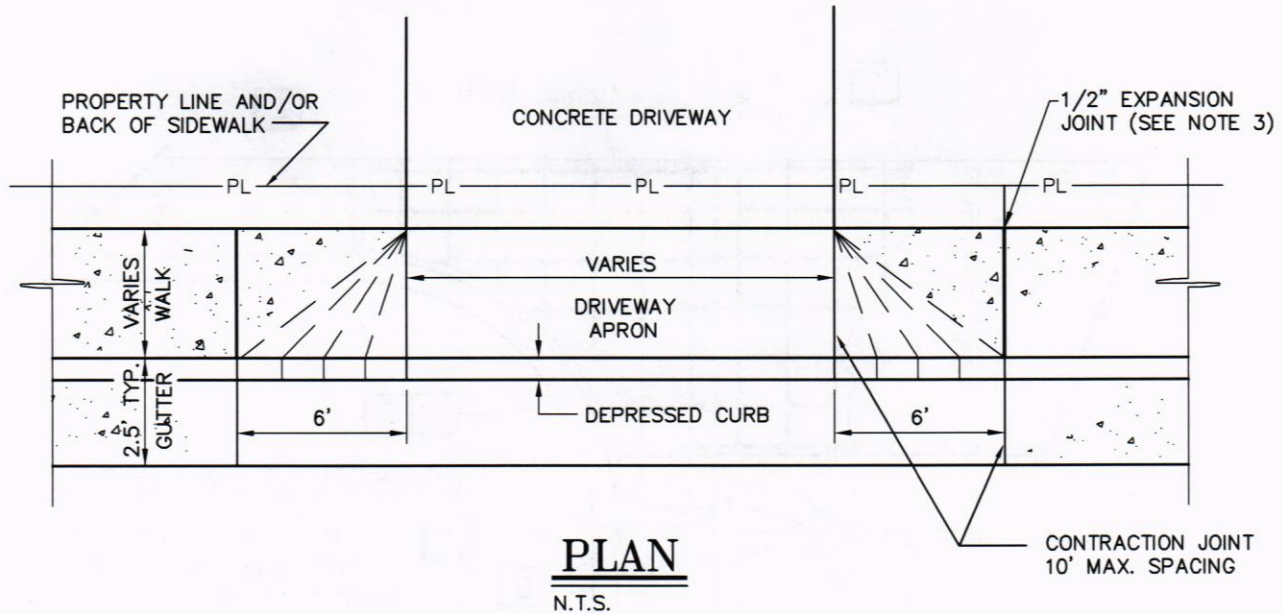 PROPERTY LINE AND/OR
BACK OF SIDEWALK
CONCRETE DRIVEWAY
1/2" EXPANSION
JOINT (SEE NOTE 3)
PL
PL
PL
PL
PL
VARIES
WALK
VARIES
DRIVEWAY
APRON
2.5' TYP.
GUTTER
6'
DEPRESSED CURB
6'
CONTRACTION JOINT
10' MAX. SPACING
PLAN
N.T.S.